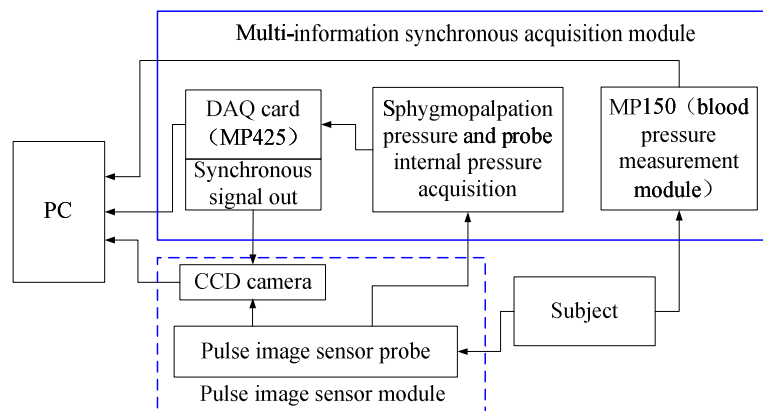 Multi-information synchronous acquisition module
DAQ card
（MP425）
Synchronous
signal out
Sphygmopalpation
pressure and probe
internal pressure
acquisition
MP150（blood
pressure
measurement
module）
PC
CCD camera
Subject
Pulse image sensor probe
Pulse image sensor module